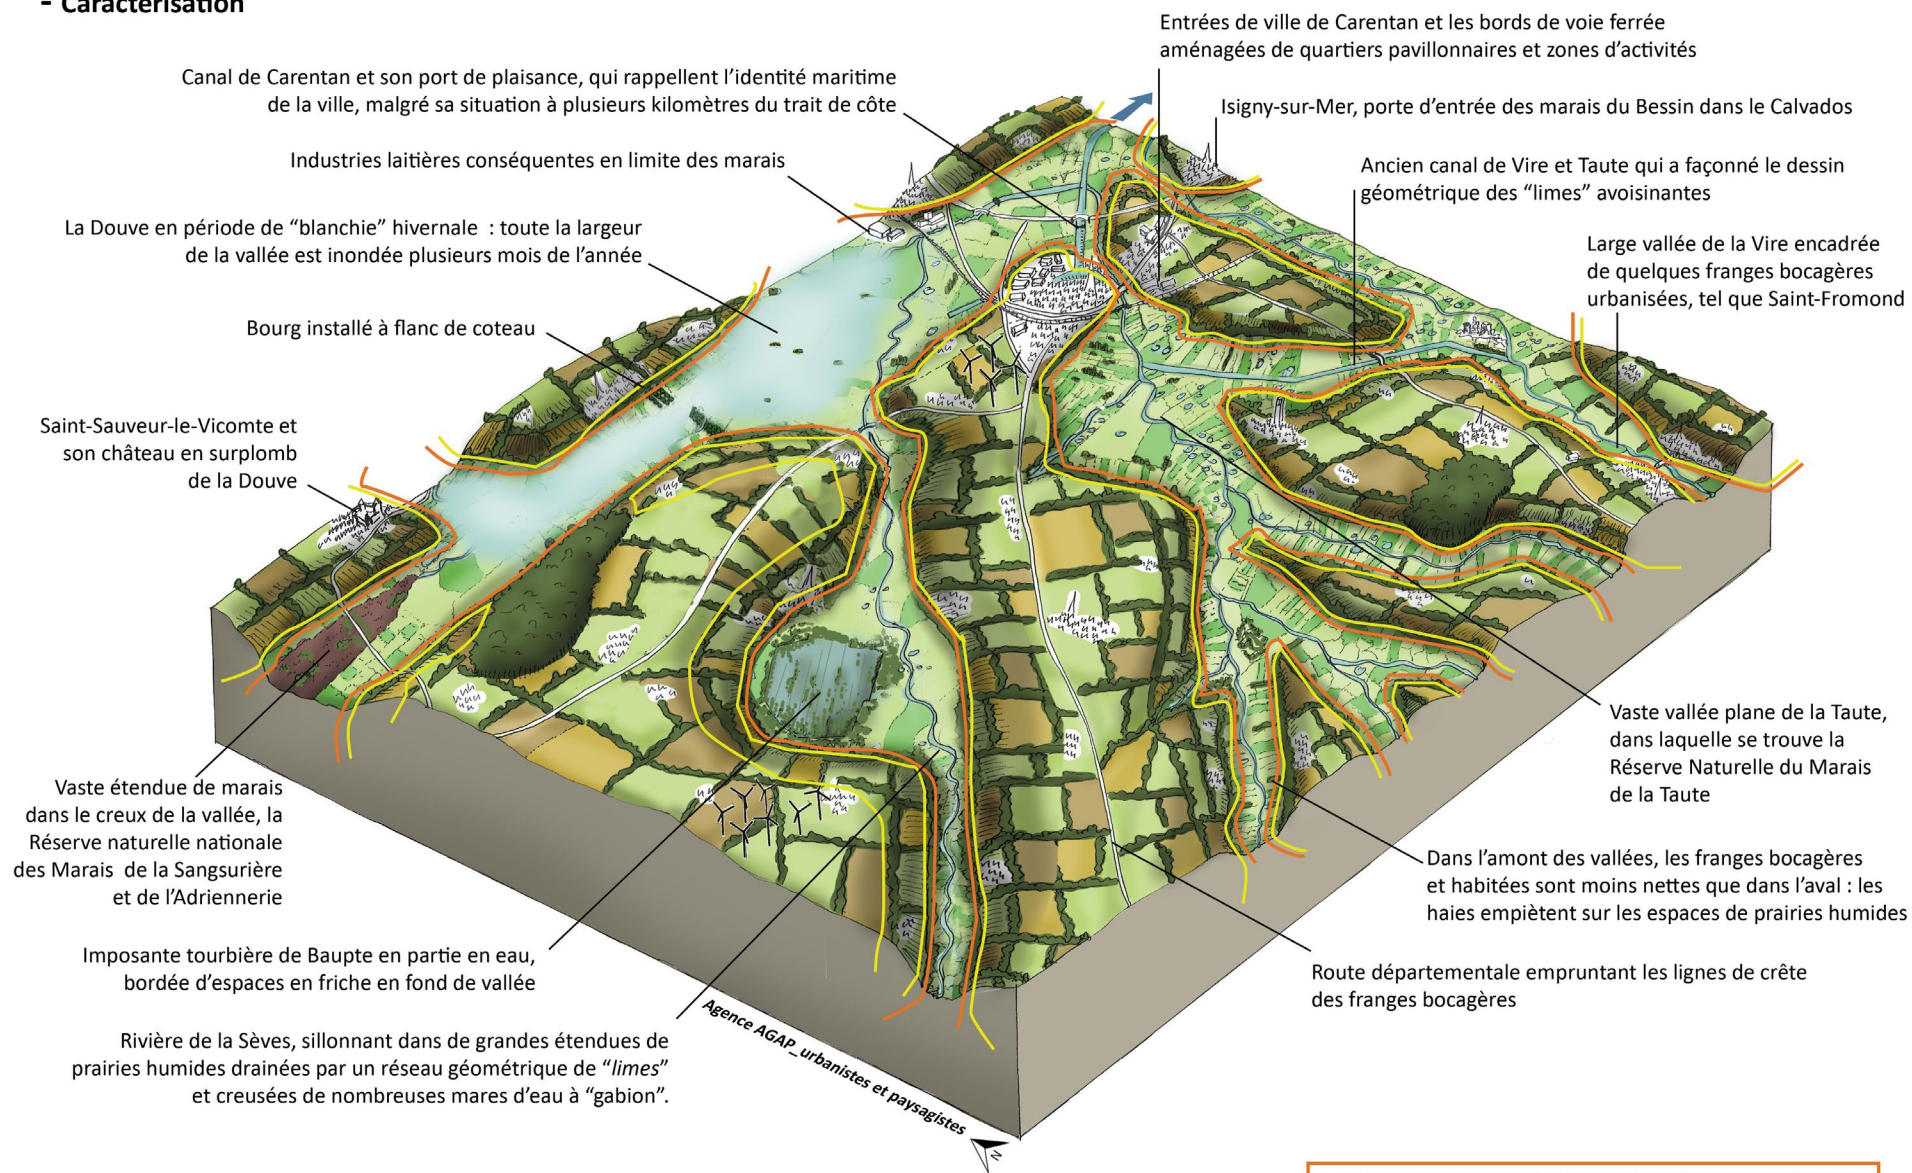 - Caractérisation
Entrées de ville de Carentan et les bords de voie ferrée
aménagées de quartiers pavillonnaires et zones d’activités
Canal de Carentan et son port de plaisance, qui rappellent l’identité maritime
de la ville, malgré sa situation à plusieurs kilomètres du trait de côte
Isigny-sur-Mer, porte d’entrée des marais du Bessin dans le Calvados
Industries laitières conséquentes en limite des marais
Ancien canal de Vire et Taute qui a façonné le dessin
géométrique des “limes” avoisinantes
La Douve en période de “blanchie” hivernale : toute la largeur
de la vallée est inondée plusieurs mois de l’année
Large vallée de la Vire encadrée
de quelques franges bocagères
urbanisées, tel que Saint-Fromond
Bourg installé à flanc de coteau
Saint-Sauveur-le-Vicomte et
son château en surplomb
de la Douve
Vaste vallée plane de la Taute,
dans laquelle se trouve la
Réserve Naturelle du Marais
de la Taute
Vaste étendue de marais
dans le creux de la vallée, la
Réserve naturelle nationale
des Marais de la Sangsurière
et de l’Adriennerie
Dans l’amont des vallées, les franges bocagères
et habitées sont moins nettes que dans l’aval : les
haies empiètent sur les espaces de prairies humides
Imposante tourbière de Baupte en partie en eau,
bordée d’espaces en friche en fond de vallée
Route départementale empruntant les lignes de crête
des franges bocagères
Rivière de la Sèves, sillonnant dans de grandes étendues de
prairies humides drainées par un réseau géométrique de “limes”
et creusées de nombreuses mares d’eau à “gabion”.
Agence AGAP_urbanistes et paysagistes
N